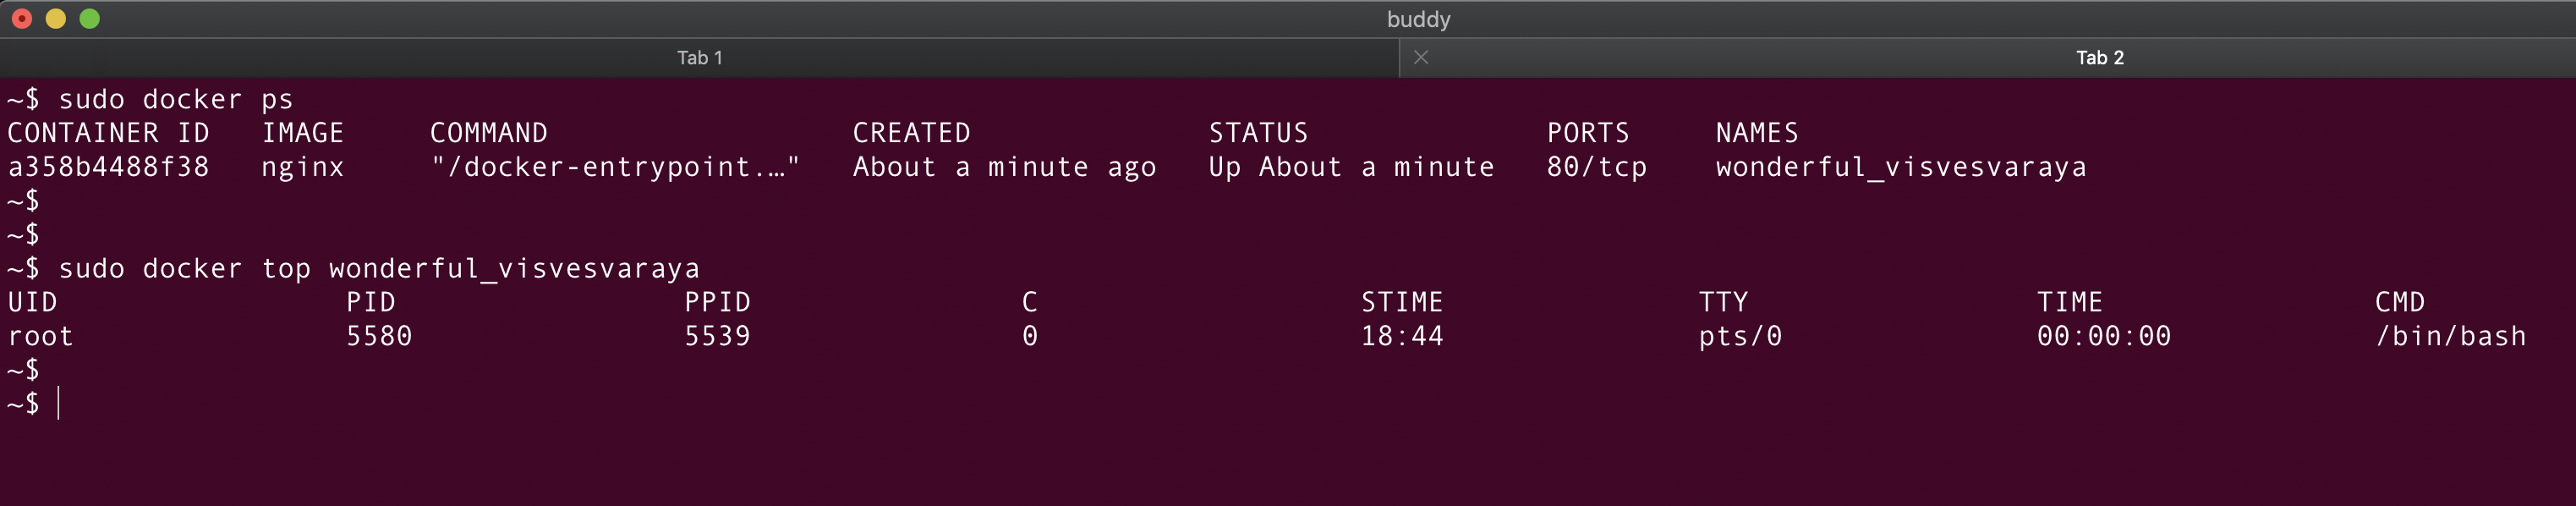 buddy
Tab 1 Tab 2
~$ sudo docker ps
CONTAINER ID   IMAGE     COMMAND                  CREATED              STATUS              PORTS     NAMES
a358b4488f38   nginx     "/docker-entrypoint.…"   About a minute ago   Up About a minute   80/tcp    wonderful_visvesvaraya
~$
~$
~$ sudo docker top wonderful_visvesvaraya
UID                 PID                 PPID                C                   STIME               TTY                 TIME                CMD
root                5580                5539                0                   18:44               pts/0               00:00:00            /bin/bash
~$
~$